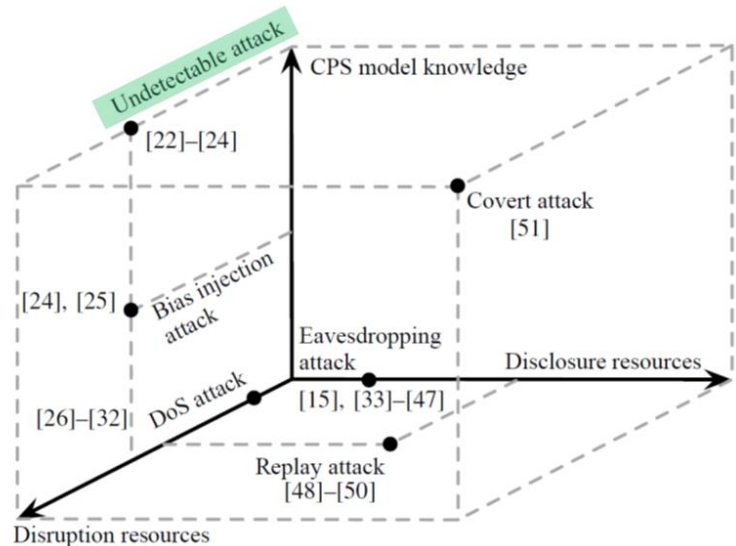 Undetectable attack
CPS model knowledge
[22]–[24]
Covert attack
[51]
Bias injection
attack
[24], [25]
Eavesdropping
attack
Disclosure resources
[15], [33]–[47]
DoS attack
[26]–[32]
Replay attack
[48]–[50]
Disruption resources